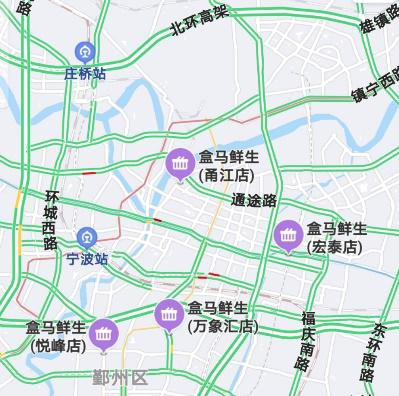 路
北环高架
雄镇路
庄桥站
镇宁西路
盒马鲜生
(甬江店)
环城西路
通途路
盒马鲜生
(宏泰店)
宁波站
盒马鲜生
(万象汇店)
盒马鲜生
(悦峰店)
福庆南路
东环南路
鄞州区